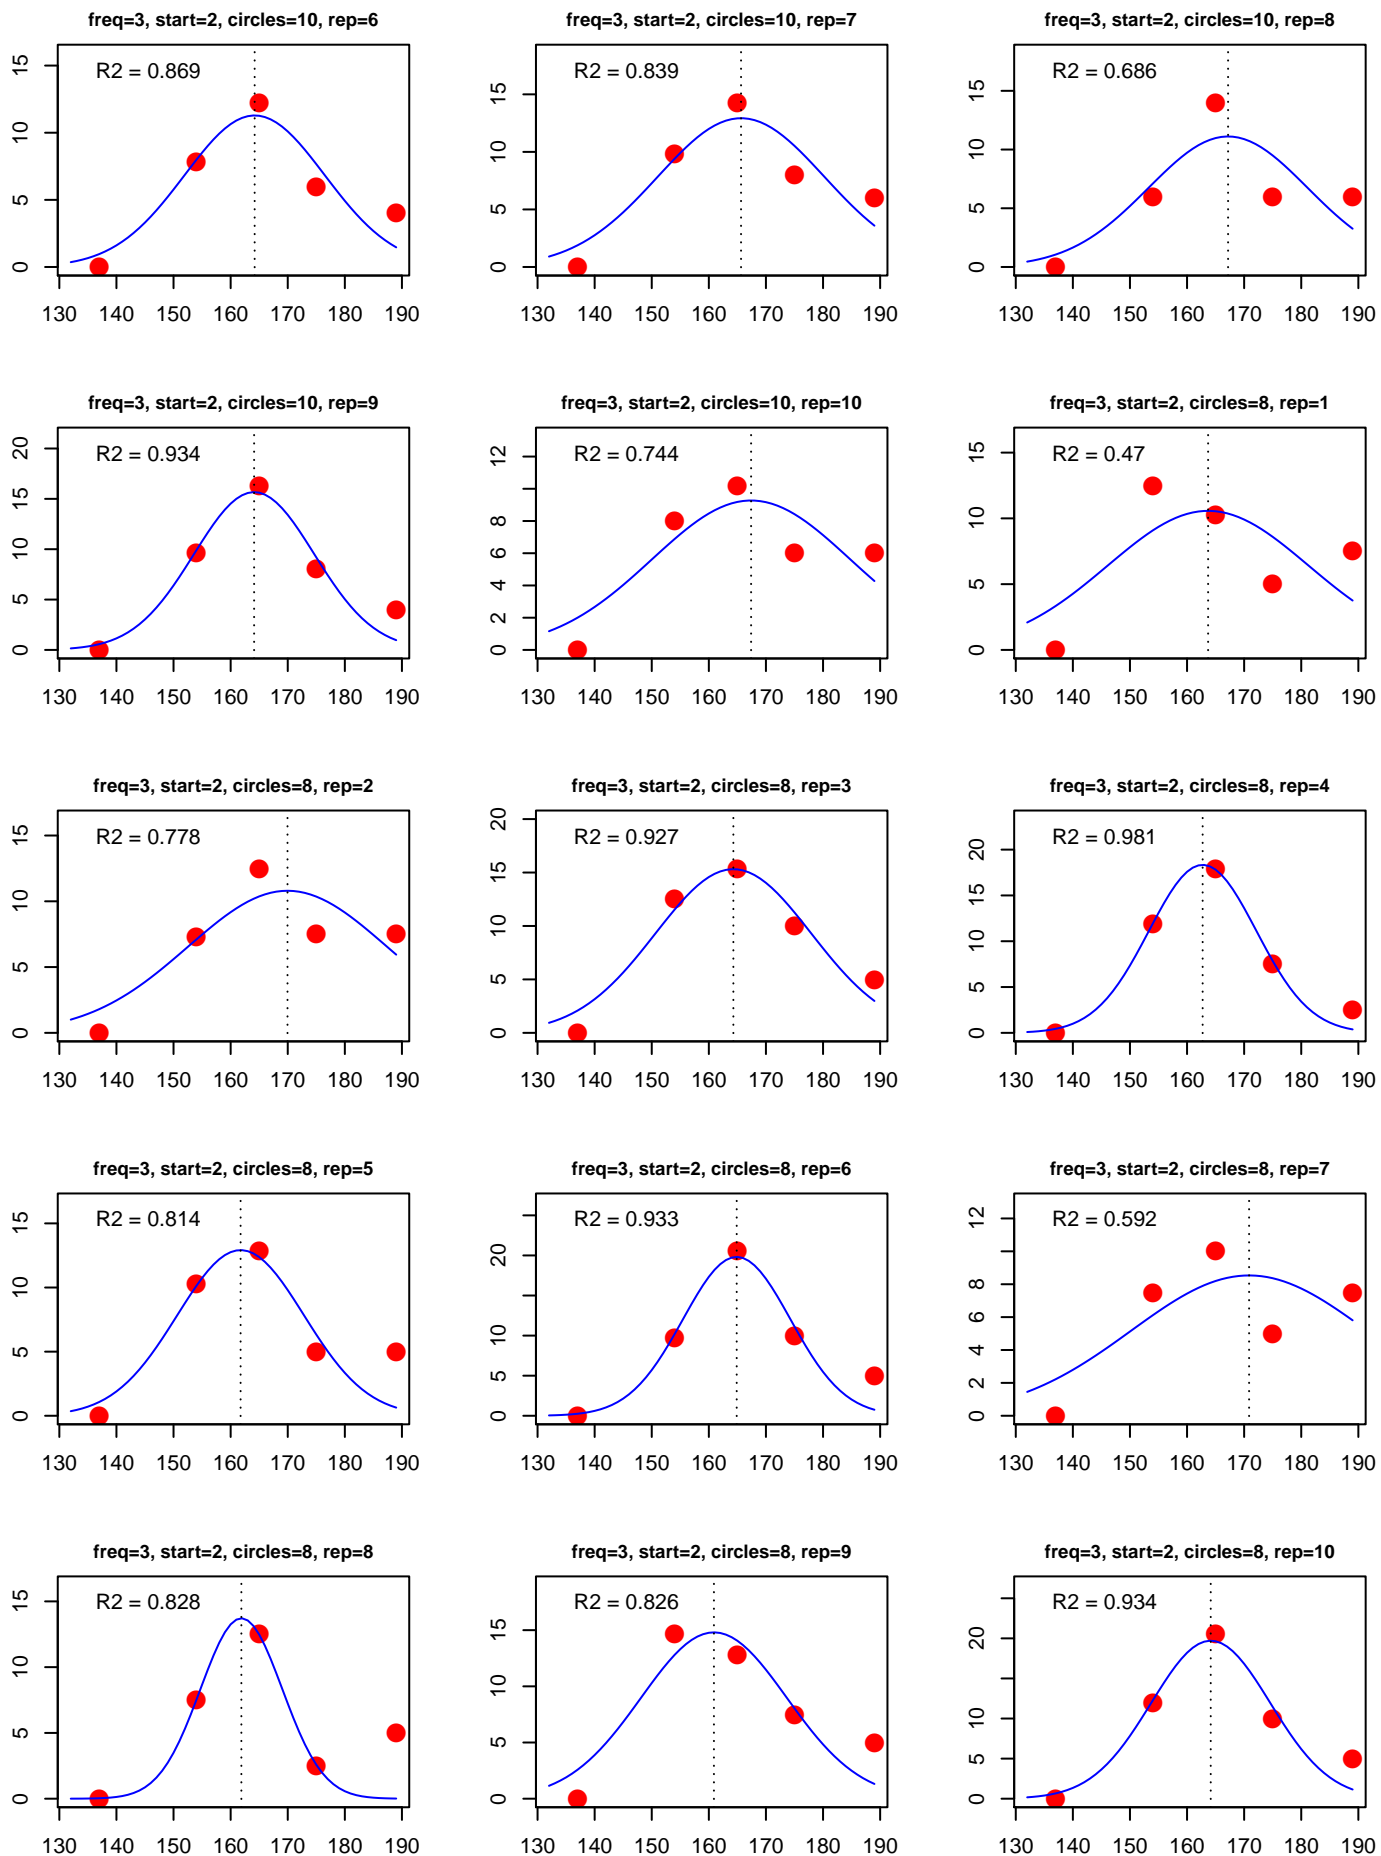 freq=3, start=2, circles=10, rep=6
R2 = 0.869
15
10
5
0
130 140 150 160 170 180 190
freq=3, start=2, circles=10, rep=7
R2 = 0.839
15
10
5
0
130 140 150 160 170 180 190
freq=3, start=2, circles=10, rep=8
R2 = 0.686
15
10
5
0
130 140 150 160 170 180 190
freq=3, start=2, circles=10, rep=9
R2 = 0.934
20
15
10
5
0
130 140 150 160 170 180 190
freq=3, start=2, circles=10, rep=10
R2 = 0.744
12
8
6
4
2
0
130 140 150 160 170 180 190
freq=3, start=2, circles=8, rep=1
R2 = 0.47
15
10
5
0
130 140 150 160 170 180 190
freq=3, start=2, circles=8, rep=2
R2 = 0.778
15
10
5
0
130 140 150 160 170 180 190
freq=3, start=2, circles=8, rep=3
R2 = 0.927
20
15
10
5
0
130 140 150 160 170 180 190
freq=3, start=2, circles=8, rep=4
R2 = 0.981
20
15
10
5
0
130 140 150 160 170 180 190
freq=3, start=2, circles=8, rep=5
R2 = 0.814
15
10
5
0
130 140 150 160 170 180 190
freq=3, start=2, circles=8, rep=6
R2 = 0.933
20
10
5
0
130 140 150 160 170 180 190
freq=3, start=2, circles=8, rep=7
R2 = 0.592
12
8
6
4
2
0
130 140 150 160 170 180 190
freq=3, start=2, circles=8, rep=8
R2 = 0.828
15
10
5
0
130 140 150 160 170 180 190
freq=3, start=2, circles=8, rep=9
R2 = 0.826
15
10
5
0
130 140 150 160 170 180 190
freq=3, start=2, circles=8, rep=10
R2 = 0.934
20
10
5
0
130 140 150 160 170 180 190